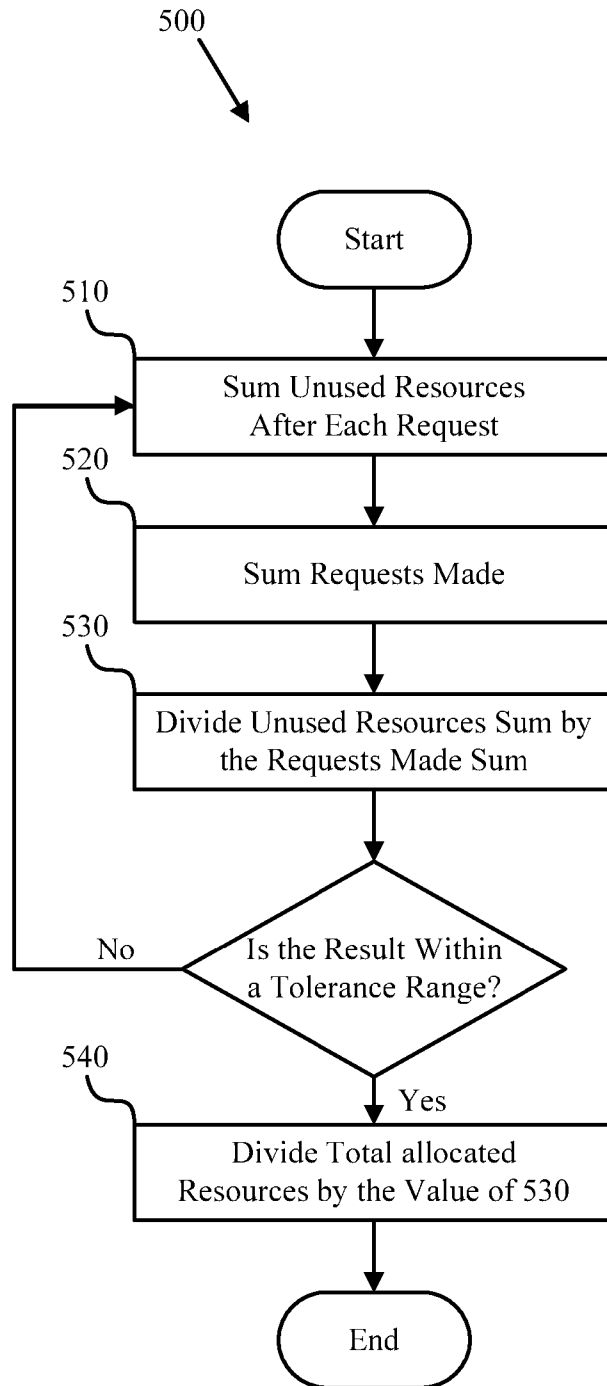 500
Start
510
Sum Unused Resources
After Each Request
520
Sum Requests Made
530
Divide Unused Resources Sum by
the Requests Made Sum
No
Is the Result Within
a Tolerance Range?
540
Yes
Divide Total allocated
Resources by the Value of 530
End